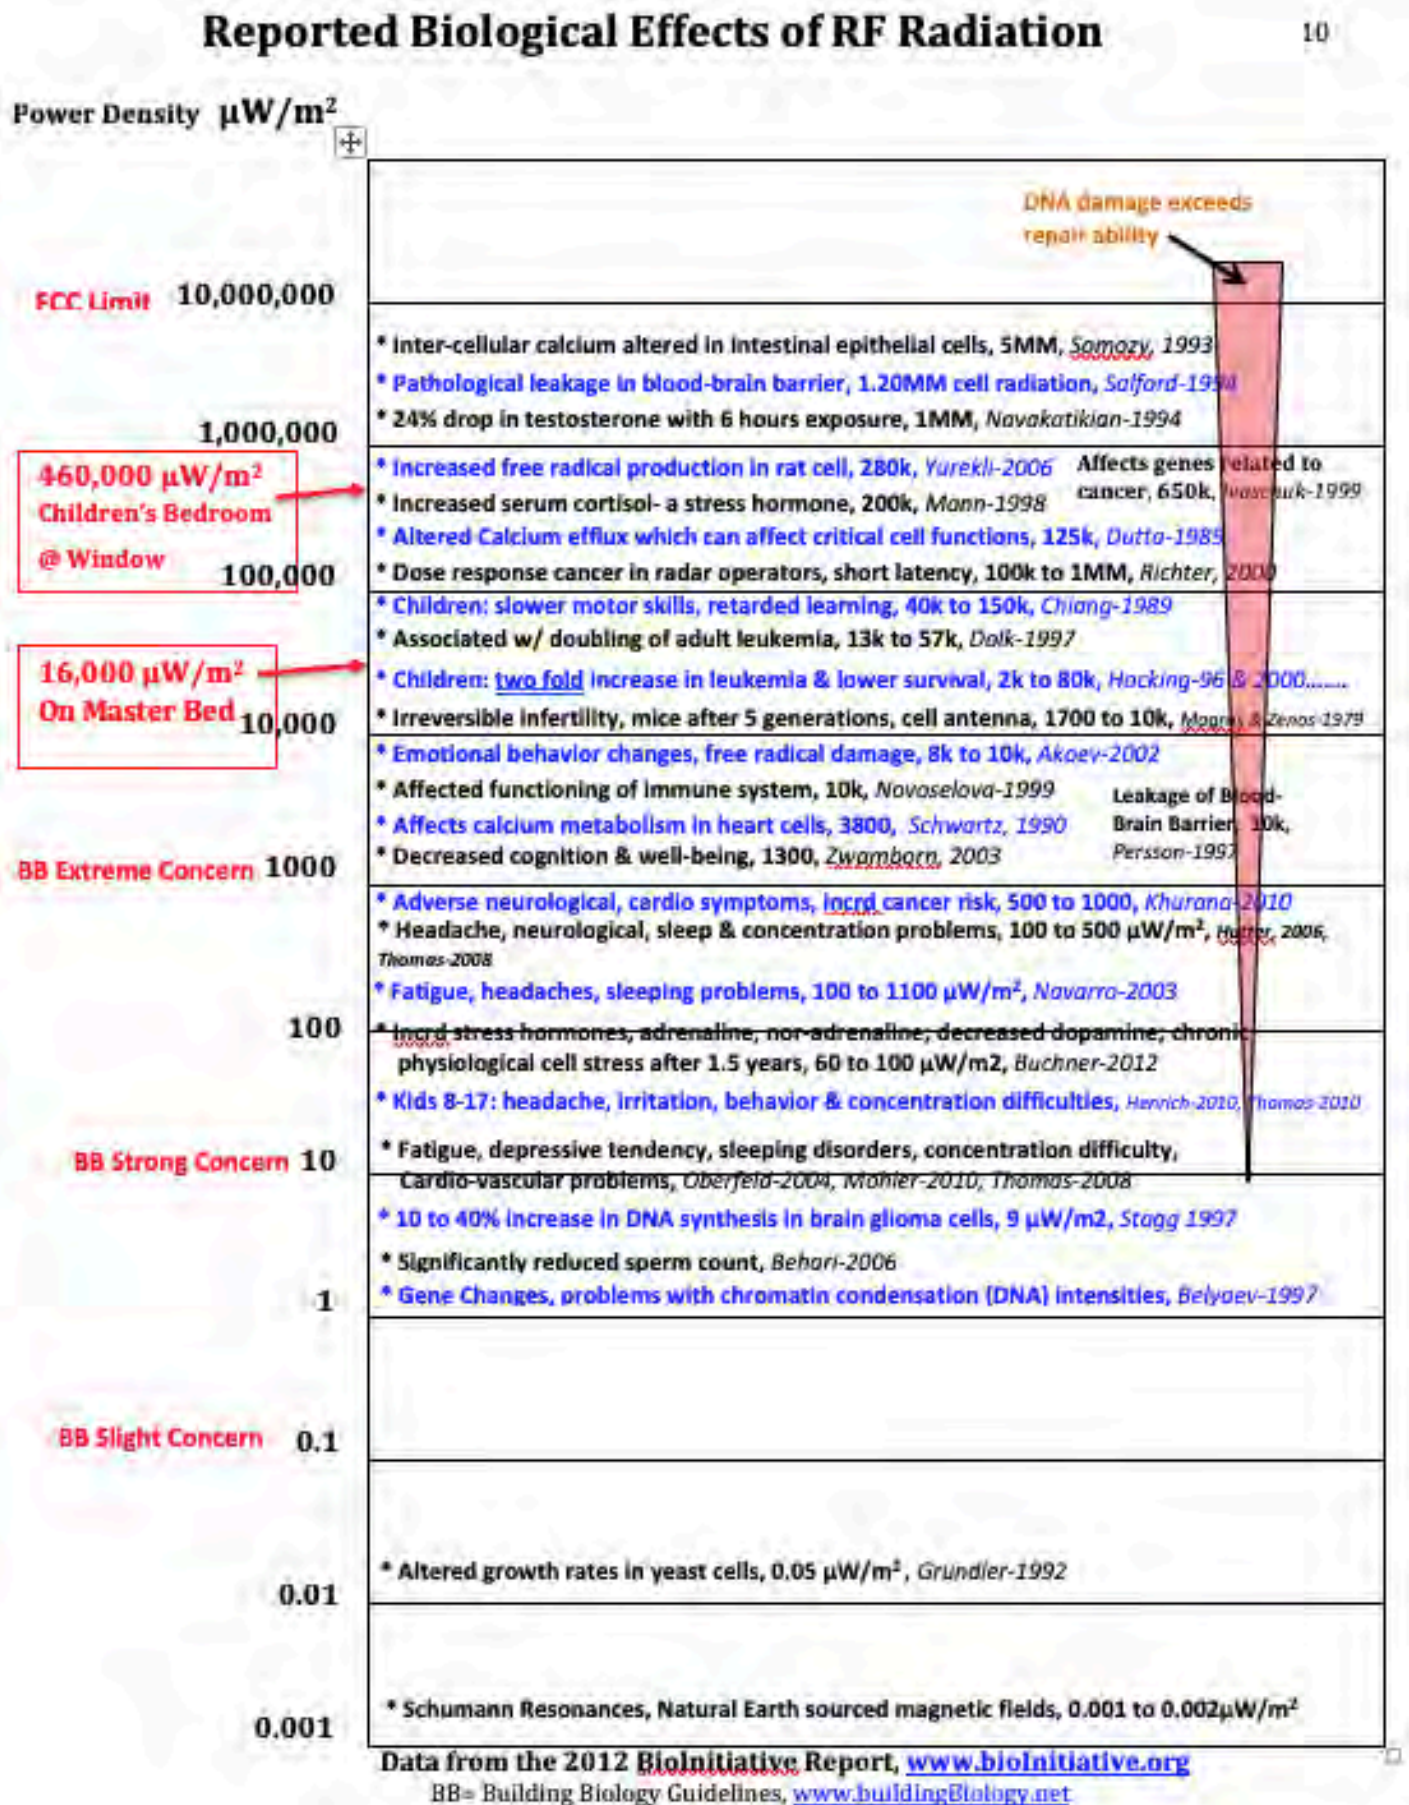 Reported Biological Effects of RF Radiation
10
Power Density µW/m²
DNA damage exceeds
repair ability
FCC Limit 10,000,000
* Inter-cellular calcium altered in intestinal epithelial cells, 5MM, Somozy, 1993
* Pathological leakage in blood-brain barrier, 1.20MM cell radiation, Salford-1994
* 24% drop in testosterone with 6 hours exposure, 1MM, Navakatikian-1994
1,000,000
460,000 µW/m²
Children's Bedroom
@ Window
* Increased free radical production in rat cell, 280k, Yurekli-2006
Affects genes related to
cancer, 650k, Ivaschuk-1999
* Increased serum cortisol- a stress hormone, 200k, Mann-1998
* Altered Calcium efflux which can affect critical cell functions, 125k, Dutta-1989
* Dose response cancer in radar operators, short latency, 100k to 1MM, Richter, 2000
100,000
* Children: slower motor skills, retarded learning, 40k to 150k, Chiang-1989
* Associated w/ doubling of adult leukemia, 13k to 57k, Dolk-1997
16,000 µW/m²
On Master Bed
* Children: two fold increase in leukemia & lower survival, 2k to 80k, Hocking-96 & 2000.......
* Irreversible infertility, mice after 5 generations, cell antenna, 1700 to 10k, Magras & Zenos-1979
10,000
* Emotional behavior changes, free radical damage, 8k to 10k, Akoev-2002
* Affected functioning of immune system, 10k, Novoselova-1999
Leakage of Blood-
Brain Barrier, 10k,
Persson-1997
* Affects calcium metabolism in heart cells, 3800, Schwartz, 1990
* Decreased cognition & well-being, 1300, Zwamborn, 2003
BB Extreme Concern 1000
* Adverse neurological, cardio symptoms, incrd cancer risk, 500 to 1000, Khurana-2010
* Headache, neurological, sleep & concentration problems, 100 to 500 µW/m², Hutter, 2006,
Thomas-2008
* Fatigue, headaches, sleeping problems, 100 to 1100 µW/m², Navarro-2003
100
* Incrd stress hormones, adrenaline, nor-adrenaline; decreased dopamine; chronic
physiological cell stress after 1.5 years, 60 to 100 µW/m2, Buchner-2012
* Kids 8-17: headache, irritation, behavior & concentration difficulties, Henrich-2010, Thomas-2010
* Fatigue, depressive tendency, sleeping disorders, concentration difficulty,
Cardio-vascular problems, Oberfeld-2004, Mohler-2010, Thomas-2008
BB Strong Concern 10
* 10 to 40% increase in DNA synthesis in brain glioma cells, 9 µW/m2, Stagg 1997
* Significantly reduced sperm count, Behari-2006
* Gene Changes, problems with chromatin condensation (DNA) intensities, Belyaev-1997
1
BB Slight Concern 0.1
* Altered growth rates in yeast cells, 0.05 µW/m², Grundler-1992
0.01
* Schumann Resonances, Natural Earth sourced magnetic fields, 0.001 to 0.002µW/m²
0.001
Data from the 2012 BioInitiative Report, www.bioInitiative.org
BB= Building Biology Guidelines, www.buildingBiology.net